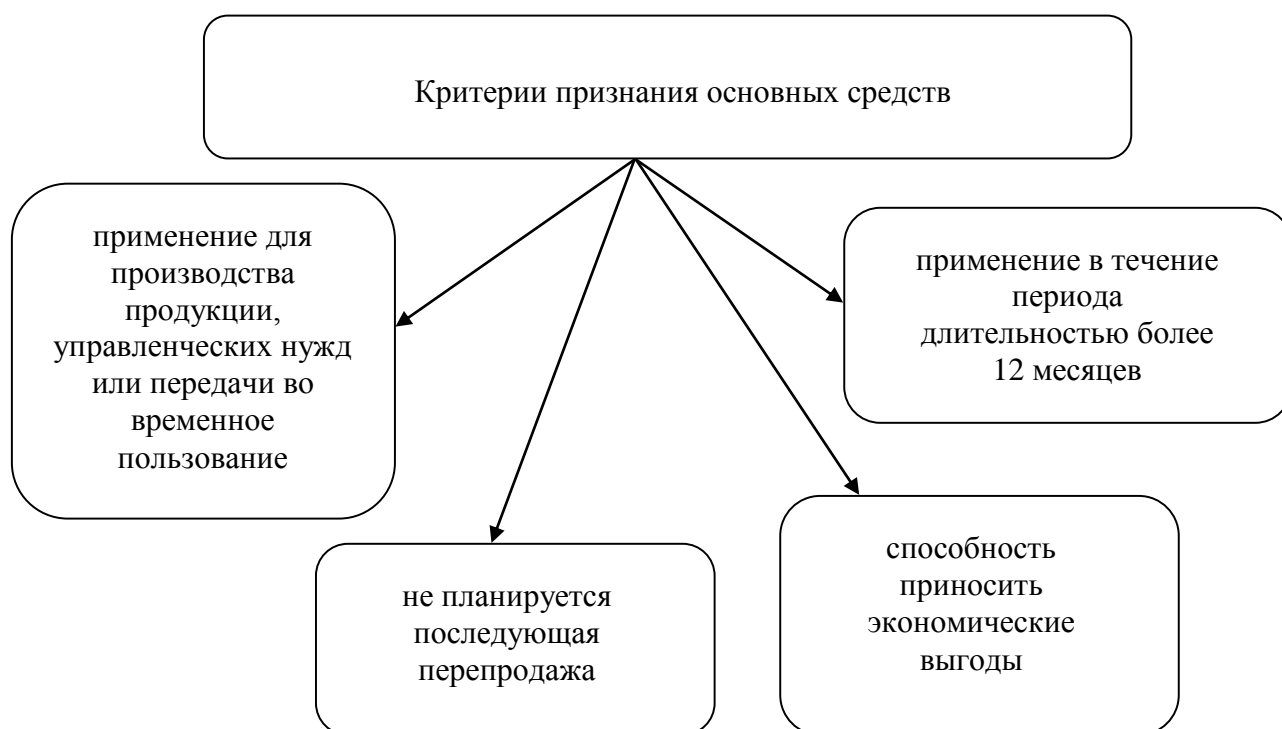 Критерии признания основных средств
применение для
производства
продукции,
управленческих нужд
или передачи во
временное
пользование
не планируется
последующая
перепродажа
способность
приносить
экономические
выгоды
применение в течение
периода
длительностью более
12 месяцев